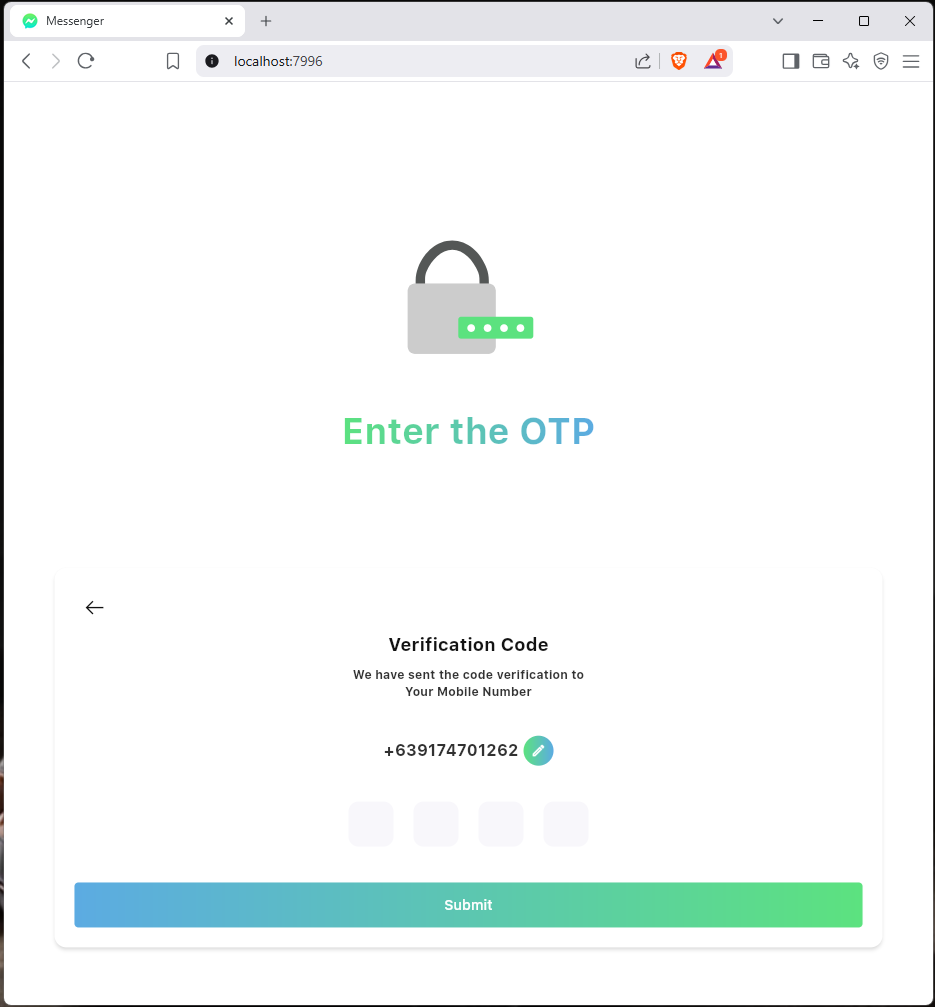 Messenger
localhost:7996
1
Enter the OTP
Verification Code
We have sent the code verification to
Your Mobile Number
+639174701262
Submit